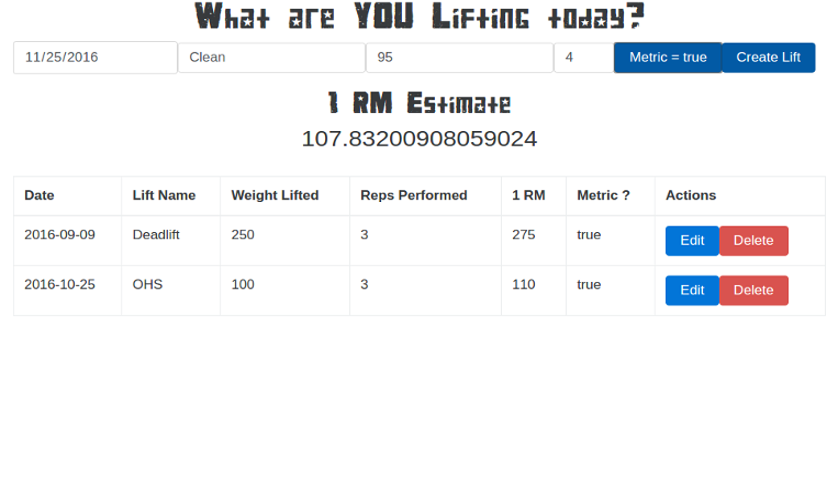 What are YOU Lifting today?
11/25/2016 Clean 95 4 Metric = true Create Lift
1 RM Estimate
107.83200908059024
Date Lift Name Weight Lifted Reps Performed 1 RM Metric ? Actions
2016-09-09 Deadlift 250 3 275 true Edit Delete
2016-10-25 OHS 100 3 110 true Edit Delete